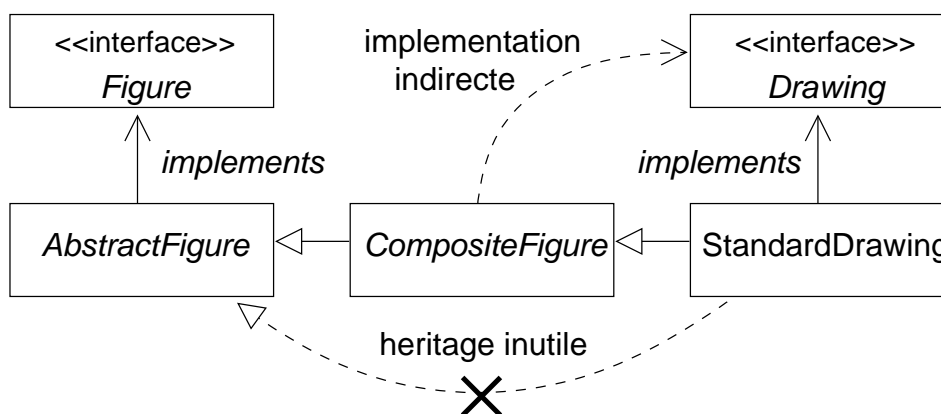 <<interface>>
Figure
implementation
indirecte
<<interface>>
Drawing
implements
implements
AbstractFigure
CompositeFigure
StandardDrawing
heritage inutile